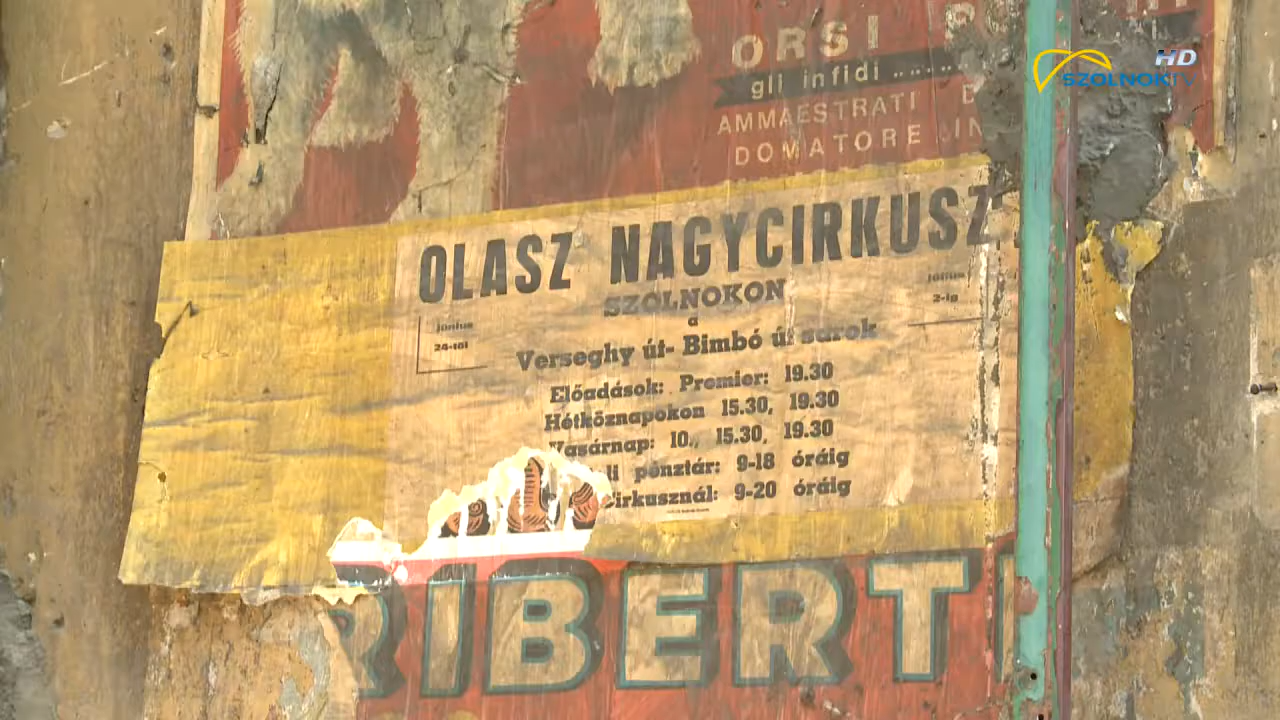 ORSI
HD
SZOLNOK TV
gli infidi ........
AMMAESTRATI
DOMATORE IN
OLASZ NAGYCIRKUSZ
SZOLNOKON
június
24-től
július
2-ig
a
Verseghy út- Bimbó út sarok
Előadások: Premier: 19.30
Hétköznapokon 15.30, 19.30
Vasárnap: 10., 15.30, 19.30
pénztár: 9-18 óráig
Cirkusznál: 9-20 óráig
RIBERT